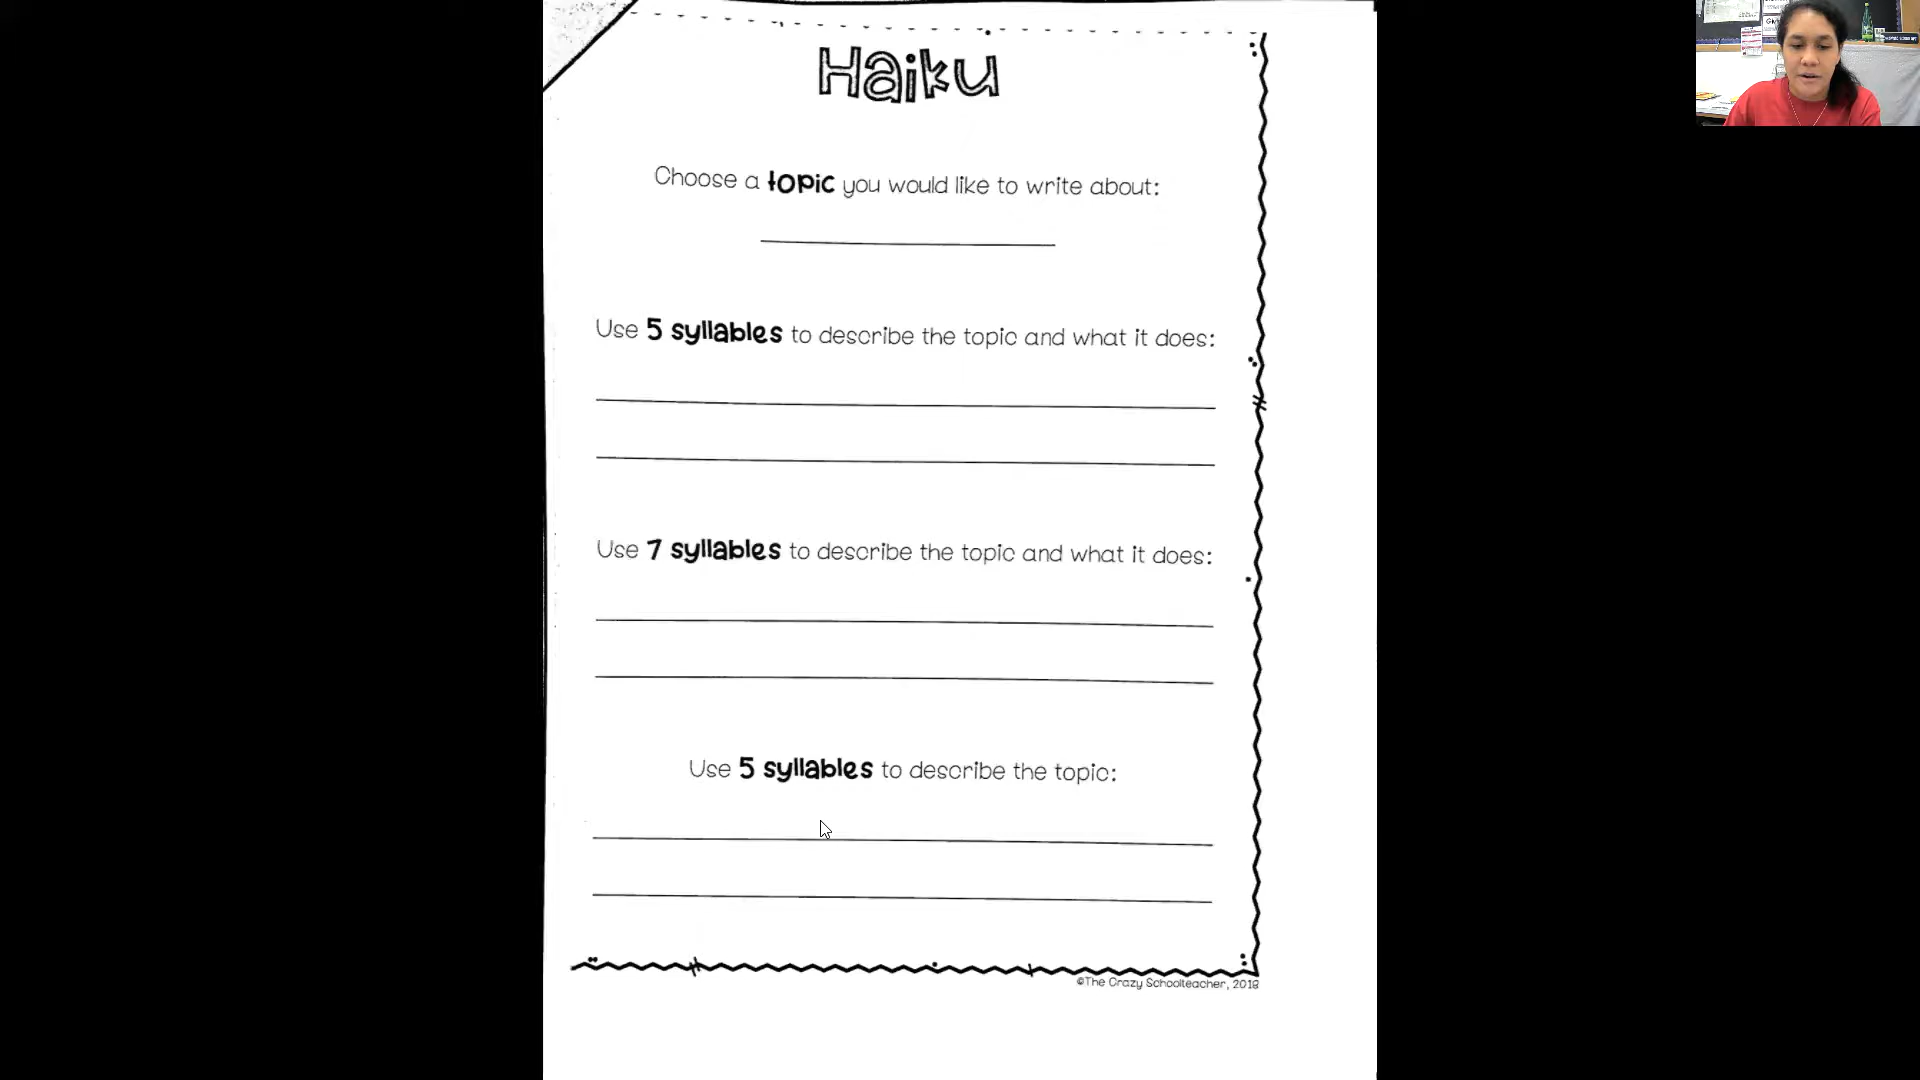 Haiku
Choose a topic you would like to write about:
Use 5 syllables to describe the topic and what it does:
Use 7 syllables to describe the topic and what it does:
Use 5 syllables to describe the topic:
©The Crazy Schoolteacher, 2018